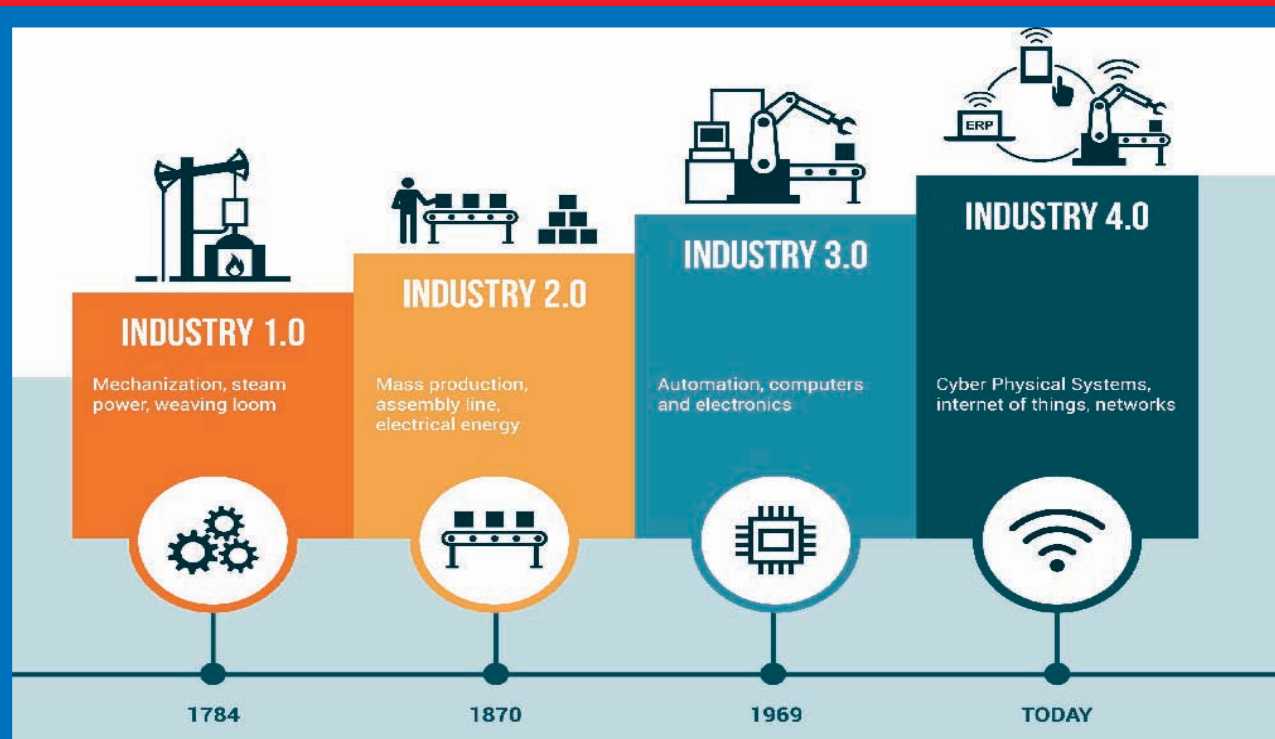 ERP
INDUSTRY 1.0
Mechanization, steam
power, weaving loom
INDUSTRY 2.0
Mass production,
assembly line,
electrical energy
INDUSTRY 3.0
Automation, computers
and electronics
INDUSTRY 4.0
Cyber Physical Systems,
internet of things, networks
1784
1870
1969
TODAY